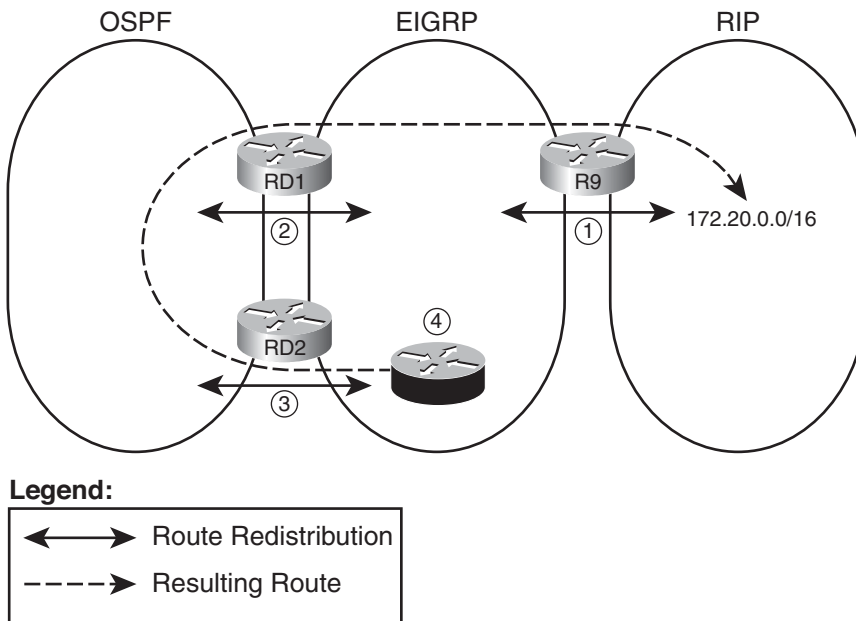 OSPF EIGRP RIP
RD1 R9
② ① 172.20.0.0/16
RD2 ④
③
Legend:
Route Redistribution
Resulting Route